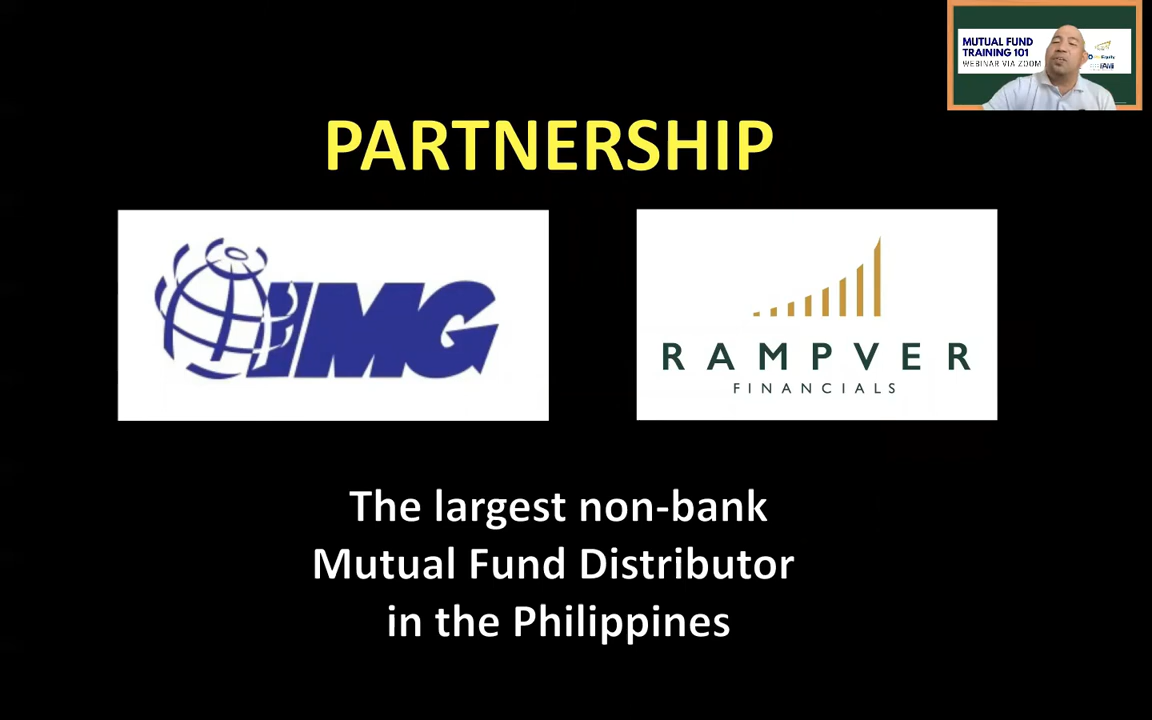 MUTUAL FUND
TRAINING 101
WEBINAR VIA ZOOM
PARTNERSHIP
IMG
RAMPVER
FINANCIALS
The largest non-bank
Mutual Fund Distributor
in the Philippines